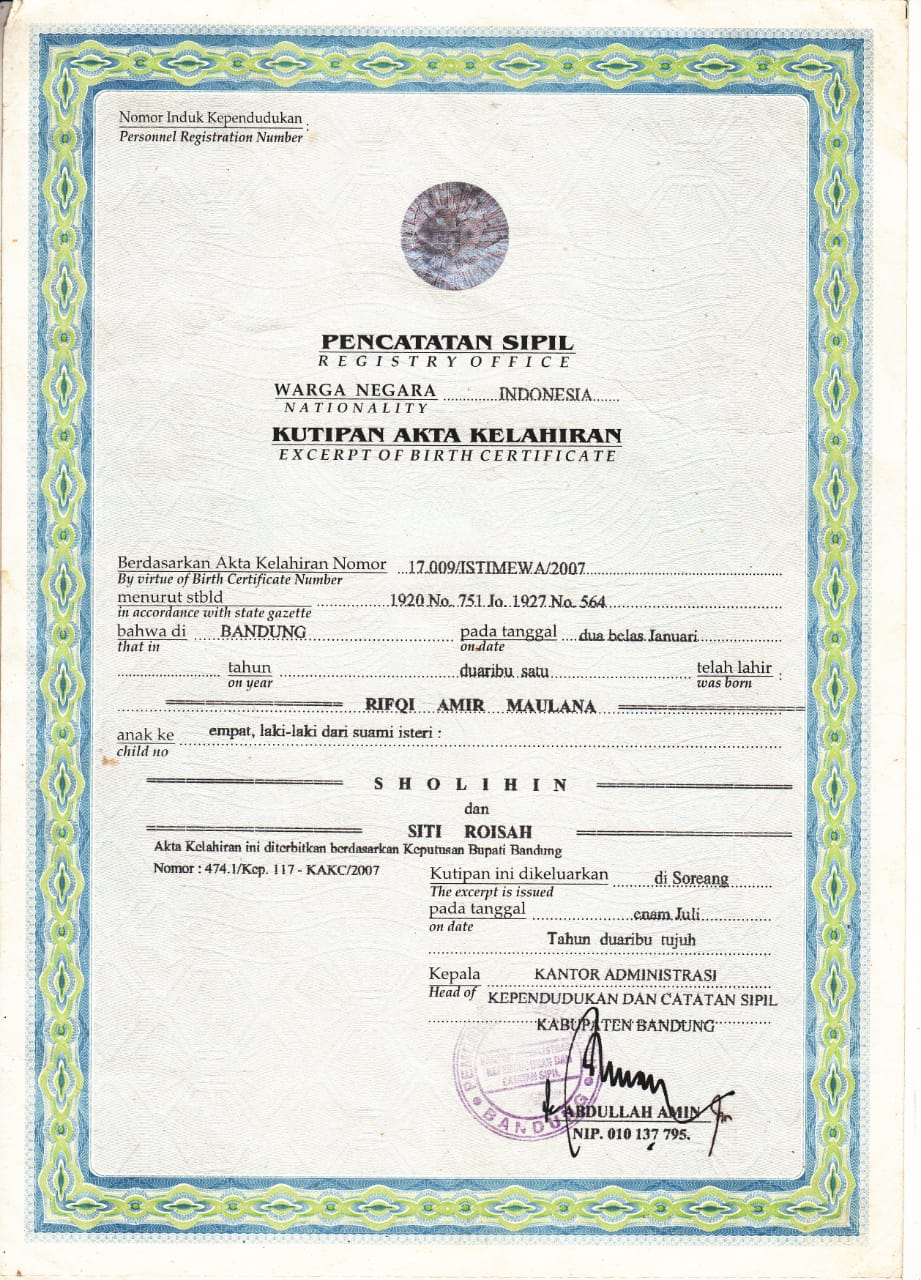 Nomor Induk Kependudukan :
Personnel Registration Number
PENCATATAN SIPIL
REGISTRY OFFICE
WARGA NEGARA INDONESIA
NATIONALITY
KUTIPAN AKTA KELAHIRAN
EXCERPT OF BIRTH CERTIFICATE
Berdasarkan Akta Kelahiran Nomor 17.009/ISTIMEWA/2007
By virtue of Birth Certificate Number
menurut stbld 1920 No. 751 Jo. 1927 No. 564
in accordance with state gazette
bahwa di BANDUNG pada tanggal dua belas Januari
that in on date
tahun duaribu satu telah lahir :
on year was born
RIFQI AMIR MAULANA
anak ke empat, laki-laki dari suami isteri :
child no
SHOLIHIN
dan
SITI ROISAH
Akta Kelahiran ini diterbitkan berdasarkan Keputusan Bupati Bandung
Nomor : 474.1/Kep. 117 - KAKC/2007
Kutipan ini dikeluarkan di Soreang
The excerpt is issued
pada tanggal enam Juli
on date
Tahun duaribu tujuh
Kepala KANTOR ADMINISTRASI
Head of KEPENDUDUKAN DAN CATATAN SIPIL
KABUPATEN BANDUNG
KEPENDUDUKAN DAN
CATATAN SIPIL
BANDUNG
ABDULLAH AMIN
NIP. 010 137 795.